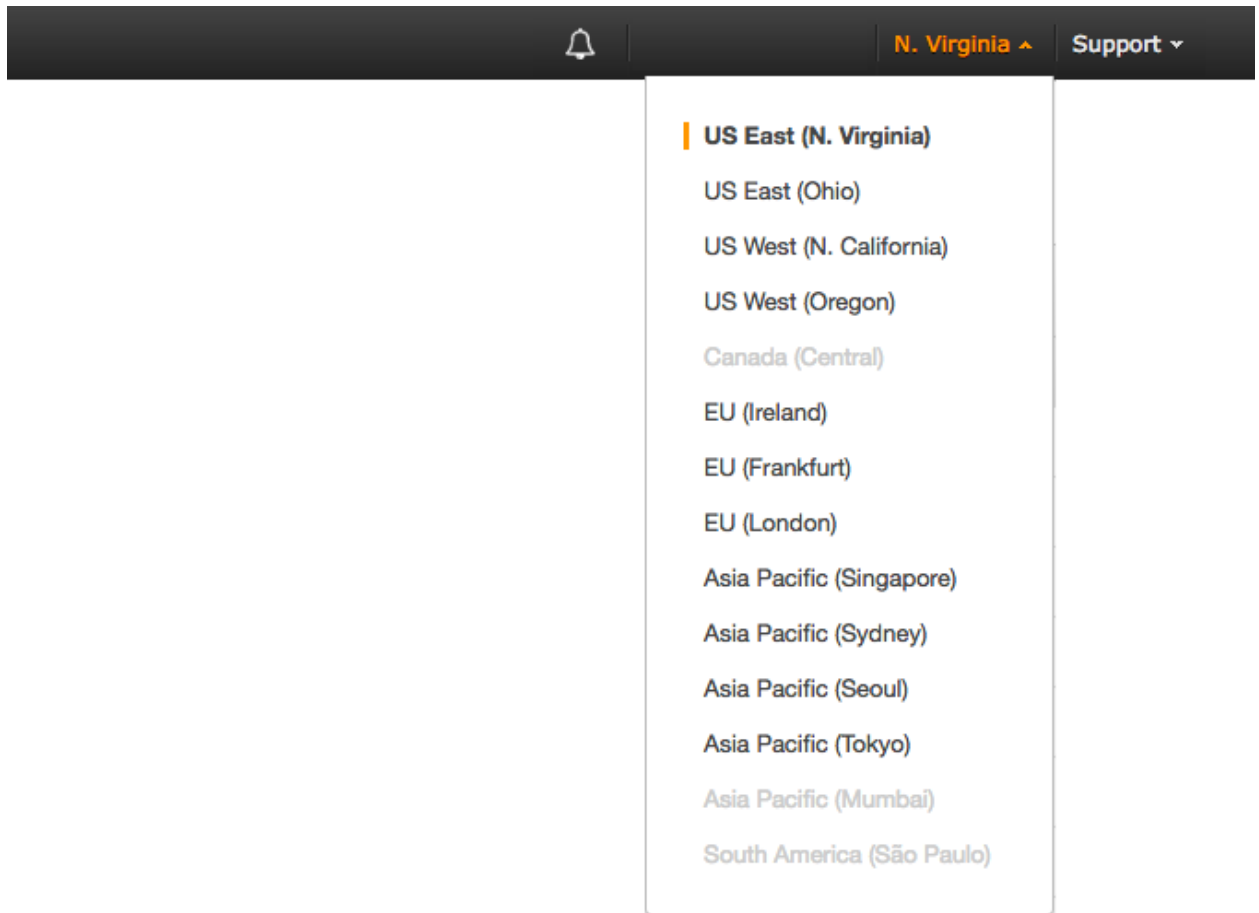 N. Virginia Support
US East (N. Virginia)
US East (Ohio)
US West (N. California)
US West (Oregon)
Canada (Central)
EU (Ireland)
EU (Frankfurt)
EU (London)
Asia Pacific (Singapore)
Asia Pacific (Sydney)
Asia Pacific (Seoul)
Asia Pacific (Tokyo)
Asia Pacific (Mumbai)
South America (São Paulo)